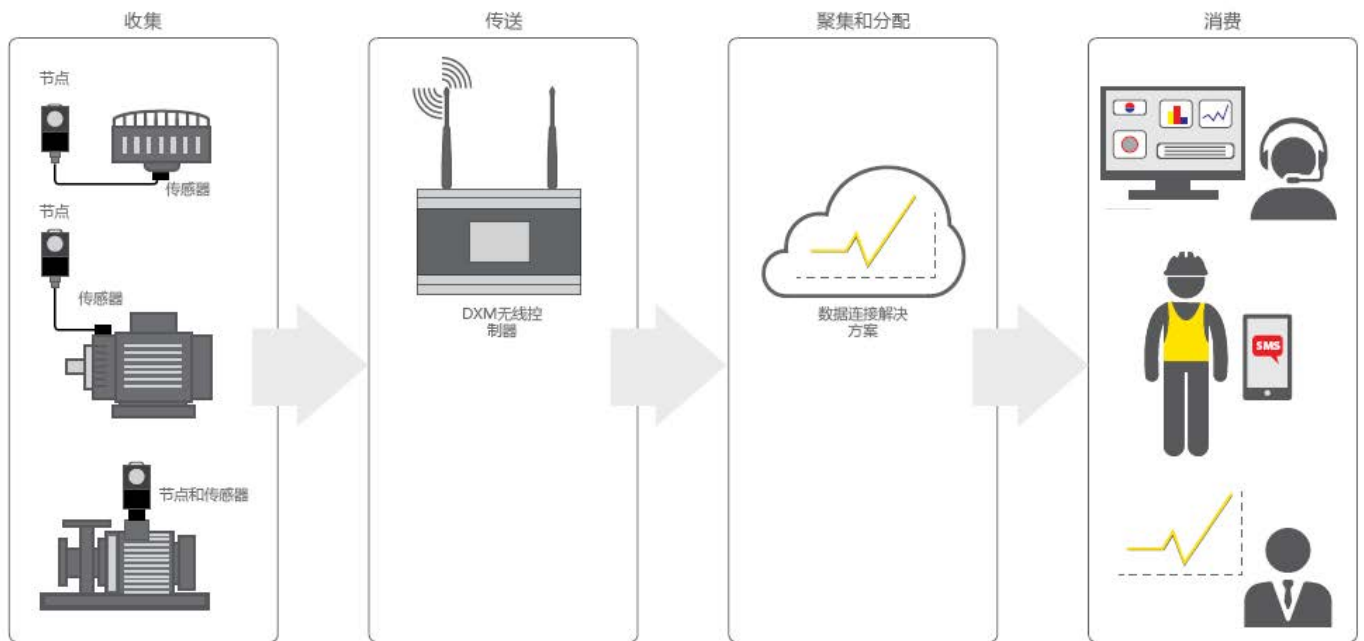 收集
传送
聚集和分配
消费
节点
传感器
节点
传感器
节点和传感器
DXM无线控
制器
数据连接解决
方案
SMS